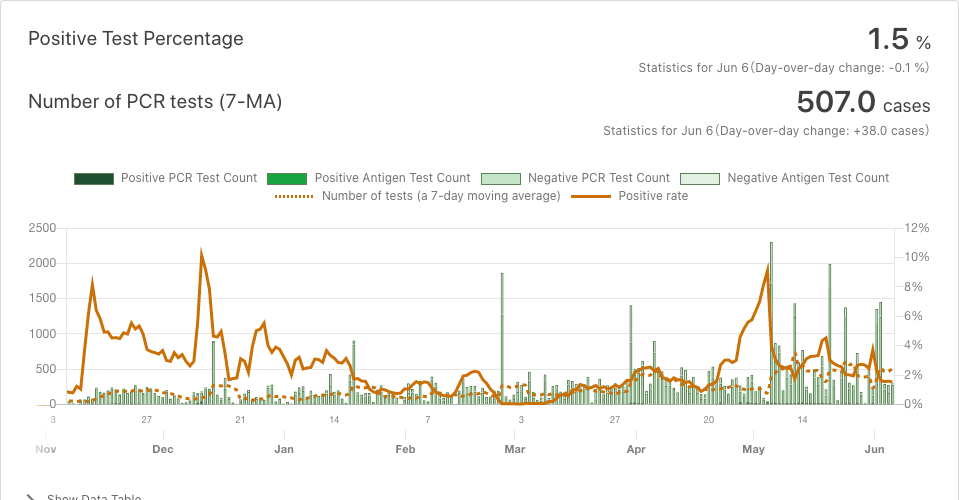 Positive Test Percentage
1.5 %
Statistics for Jun 6(Day-over-day change: -0.1 %)
Number of PCR tests (7-MA)
507.0 cases
Statistics for Jun 6(Day-over-day change: +38.0 cases)
Positive PCR Test Count Positive Antigen Test Count Negative PCR Test Count Negative Antigen Test Count
Number of tests (a 7-day moving average) Positive rate
2500 12%
2000 10%
1500 8%
1000 6%
500 4%
0 2%
0%
3 27 21 14 7 3 27 20 14
Nov Dec Jan Feb Mar Apr May Jun
Show Data Table